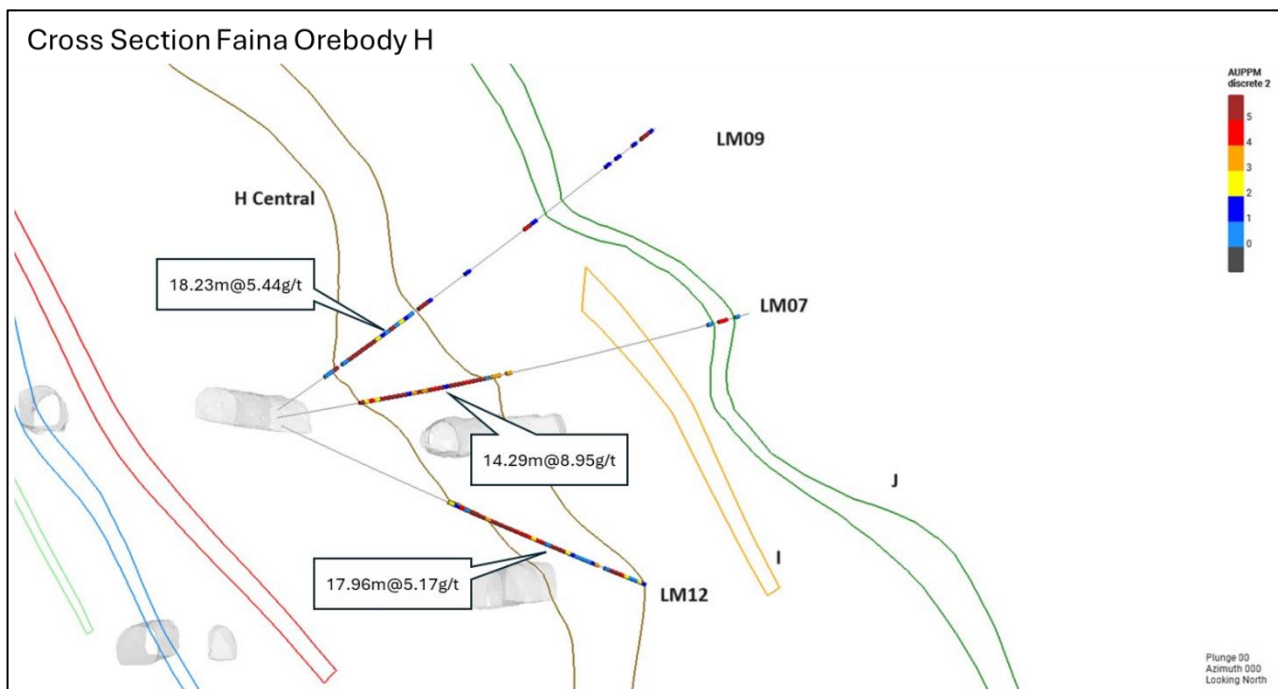 Cross Section Faina Orebody H
AUPPM
discrete 2
5
4
3
2
1
0
LM09
H Central
18.23m@5.44g/t
LM07
14.29m@8.95g/t
J
I
17.96m@5.17g/t
LM12
Plunge 00
Azimuth 000
Looking North